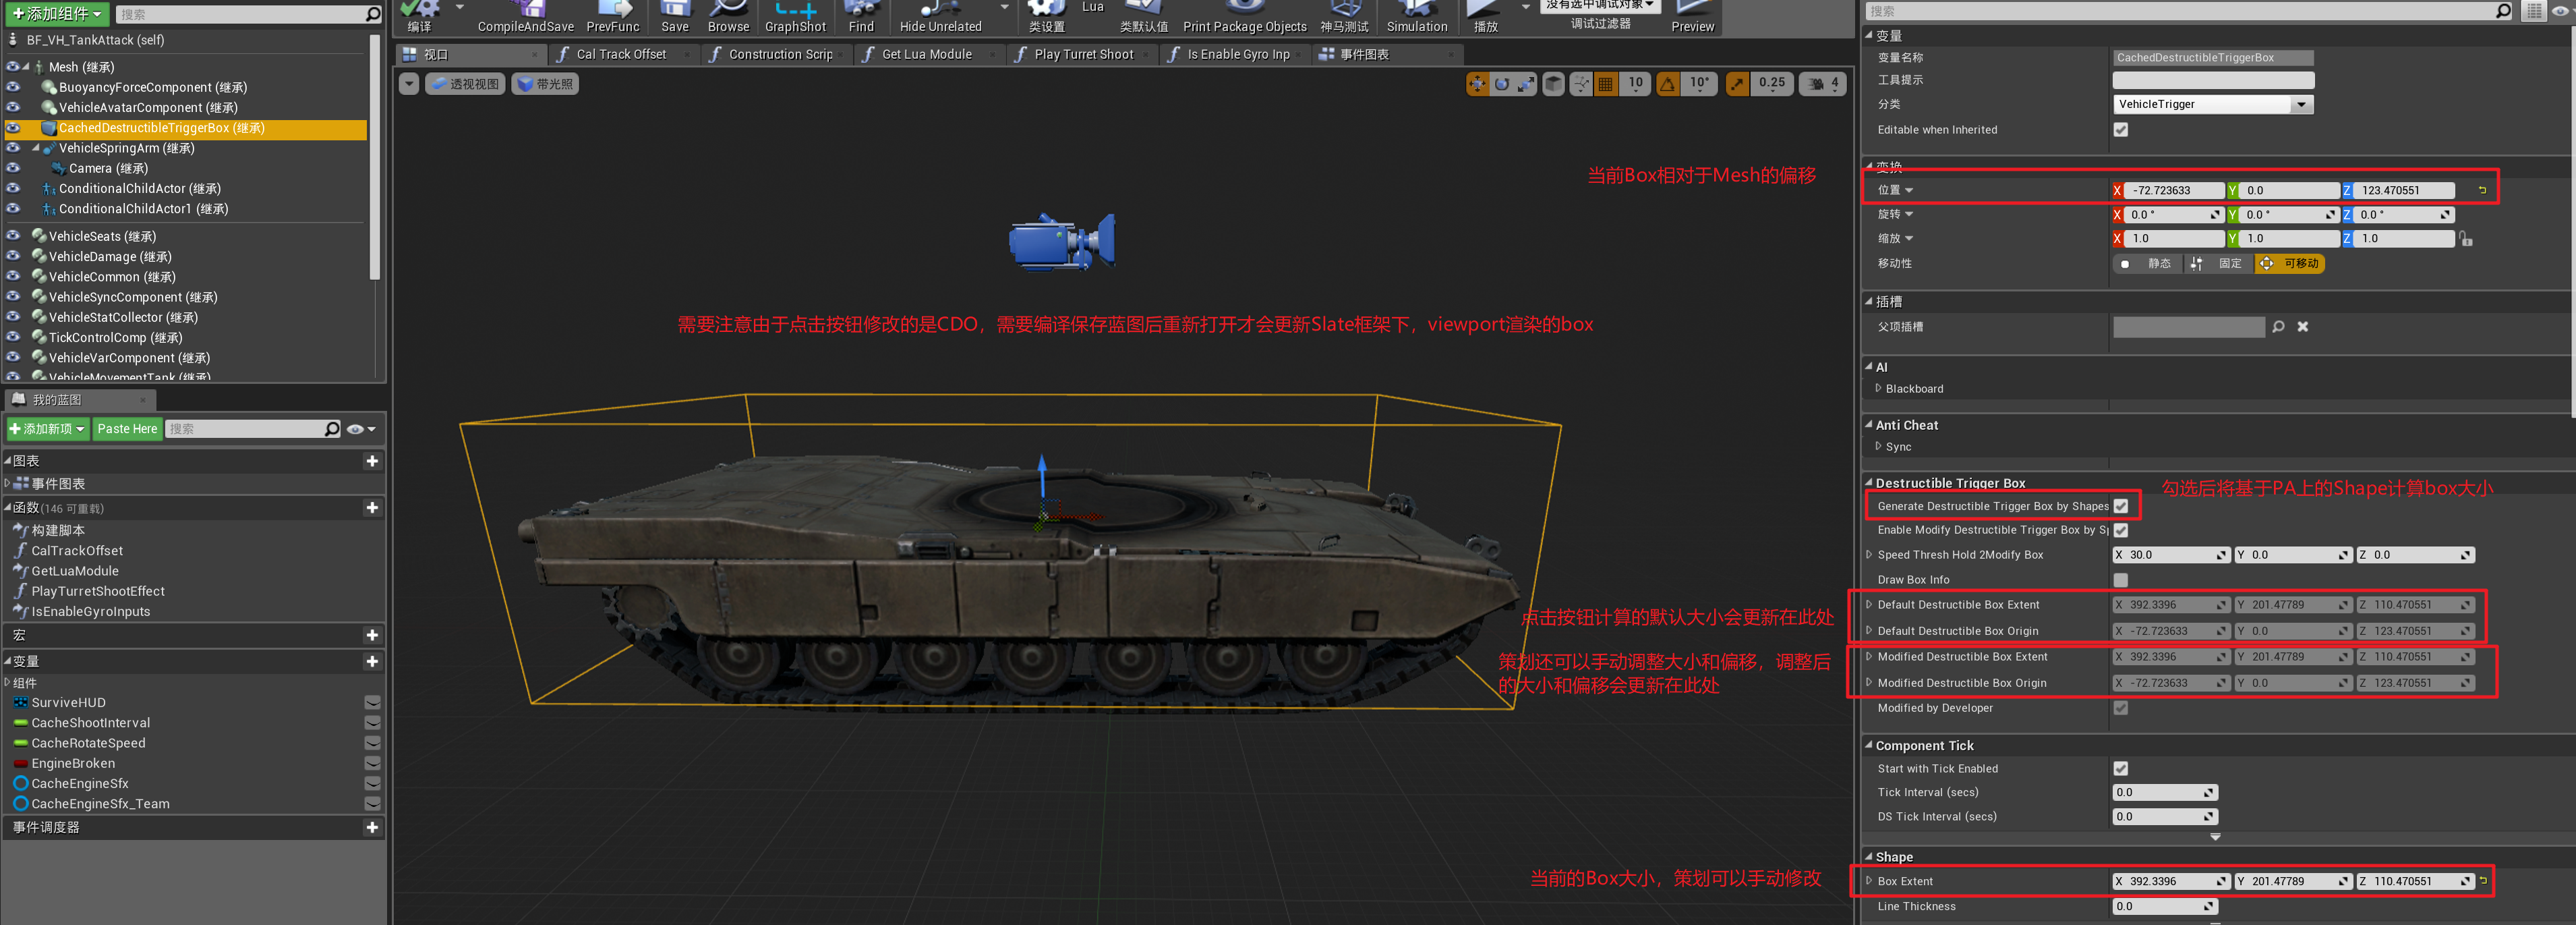 添加组件
搜索
BF_VH_TankAttack (self)
Mesh (继承)
BuoyancyForceComponent (继承)
VehicleAvatarComponent (继承)
CachedDestructibleTriggerBox (继承)
VehicleSpringArm (继承)
Camera (继承)
ConditionalChildActor (继承)
ConditionalChildActor1 (继承)
VehicleSeats (继承)
VehicleDamage (继承)
VehicleCommon (继承)
VehicleSyncComponent (继承)
VehicleStatCollector (继承)
TickControlComp (继承)
VehicleVarComponent (继承)
VehicleMovementTank (继承)
我的蓝图
添加新项 Paste Here 搜索
图表
事件图表
函数 (146 可重载)
构建脚本
CalTrackOffset
GetLuaModule
PlayTurretShootEffect
IsEnableGyroInputs
宏
变量
组件
SurviveHUD
CacheShootInterval
CacheRotateSpeed
EngineBroken
CacheEngineSfx
CacheEngineSfx_Team
事件调度器
编译 CompileAndSave PrevFunc Save Browse GraphShot Find Hide Unrelated 类设置 Lua 类默认值 Print Package Objects 神马测试 Simulation 播放 没有选中调试对象 调试过滤器 Preview
视口 Cal Track Offset Construction Scrip Get Lua Module Play Turret Shoot Is Enable Gyro Inp 事件图表
透视视图 带光照 10 10° 0.25 4
当前Box相对于Mesh的偏移
需要注意由于点击按钮修改的是CDO，需要编译保存蓝图后重新打开才会更新Slate框架下，viewport渲染的box
点击按钮计算的默认大小会更新在此处
策划还可以手动调整大小和偏移，调整后
的大小和偏移会更新在此处
当前的Box大小，策划可以手动修改
搜索
变量
变量名称 CachedDestructibleTriggerBox
工具提示
分类 VehicleTrigger
Editable when Inherited
变换
位置 X -72.723633 Y 0.0 Z 123.470551
旋转 X 0.0 ° Y 0.0 ° Z 0.0 °
缩放 X 1.0 Y 1.0 Z 1.0
移动性 静态 固定 可移动
插槽
父项插槽
AI
Blackboard
Anti Cheat
Sync
Destructible Trigger Box
勾选后将基于PA上的Shape计算box大小
Generate Destructible Trigger Box by Shapes
Enable Modify Destructible Trigger Box by S
Speed Thresh Hold 2Modify Box X 30.0 Y 0.0 Z 0.0
Draw Box Info
Default Destructible Box Extent X 392.3396 Y 201.47789 Z 110.470551
Default Destructible Box Origin X -72.723633 Y 0.0 Z 123.470551
Modified Destructible Box Extent X 392.3396 Y 201.47789 Z 110.470551
Modified Destructible Box Origin X -72.723633 Y 0.0 Z 123.470551
Modified by Developer
Component Tick
Start with Tick Enabled
Tick Interval (secs) 0.0
DS Tick Interval (secs) 0.0
Shape
Box Extent X 392.3396 Y 201.47789 Z 110.470551
Line Thickness 0.0